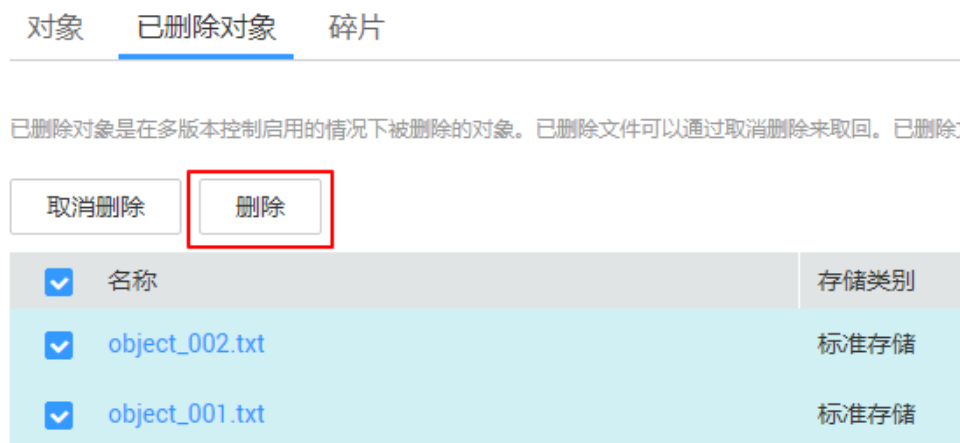 对象 已删除对象 碎片
已删除对象是在多版本控制启用的情况下被删除的对象。已删除文件可以通过取消删除来取回。已删除
取消删除 删除
名称 存储类别
object_002.txt 标准存储
object_001.txt 标准存储